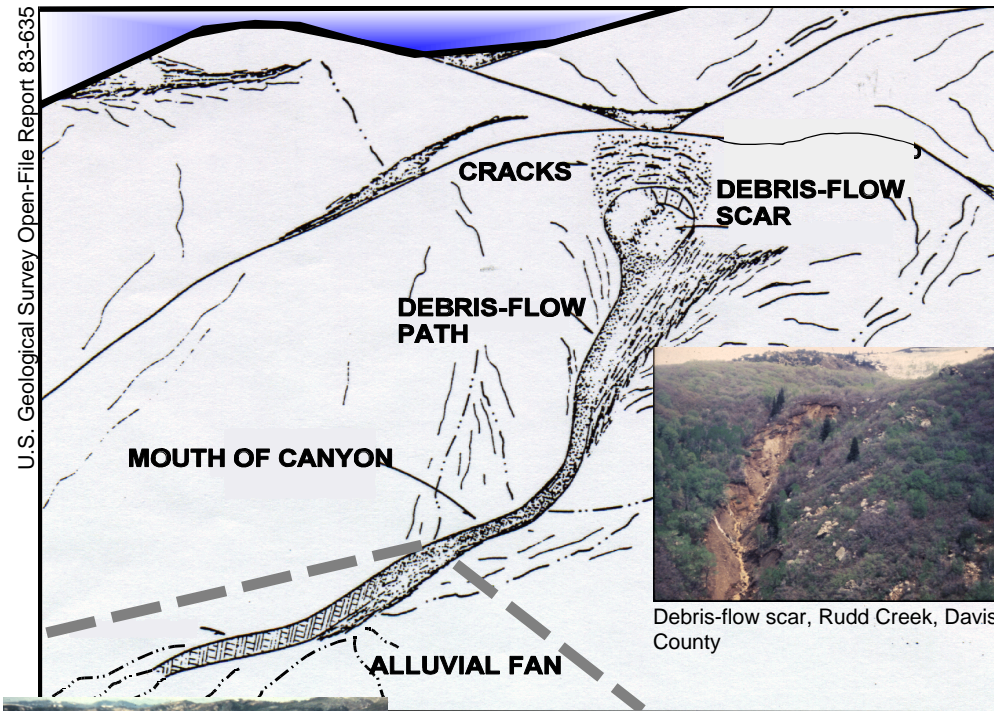 U.S. Geological Survey Open-File Report 83-635
CRACKS
DEBRIS-FLOW
SCAR
DEBRIS-FLOW
PATH
MOUTH OF CANYON
Debris-flow scar, Rudd Creek, Davis
County
ALLUVIAL FAN